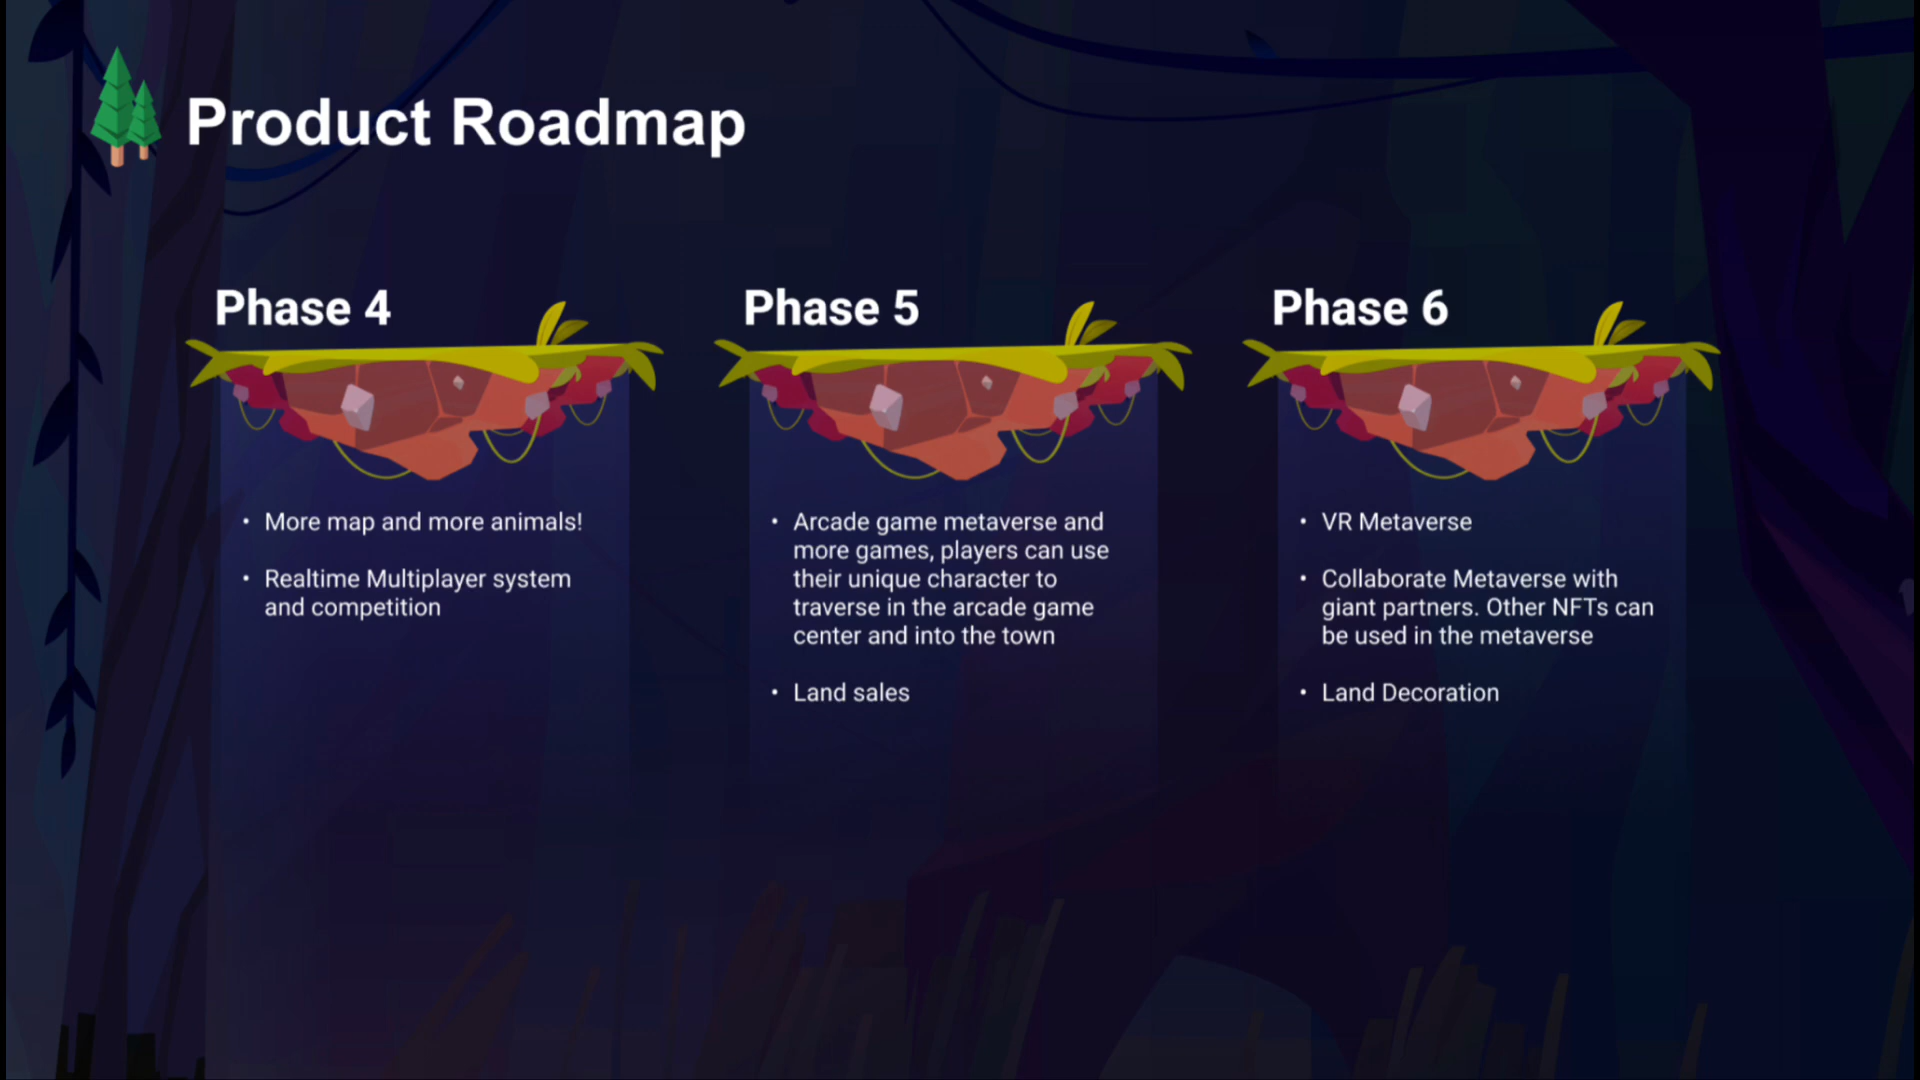 Product Roadmap
Phase 4
• More map and more animals!
• Realtime Multiplayer system
and competition
Phase 5
• Arcade game metaverse and
more games, players can use
their unique character to
traverse in the arcade game
center and into the town
• Land sales
Phase 6
• VR Metaverse
• Collaborate Metaverse with
giant partners. Other NFTs can
be used in the metaverse
• Land Decoration